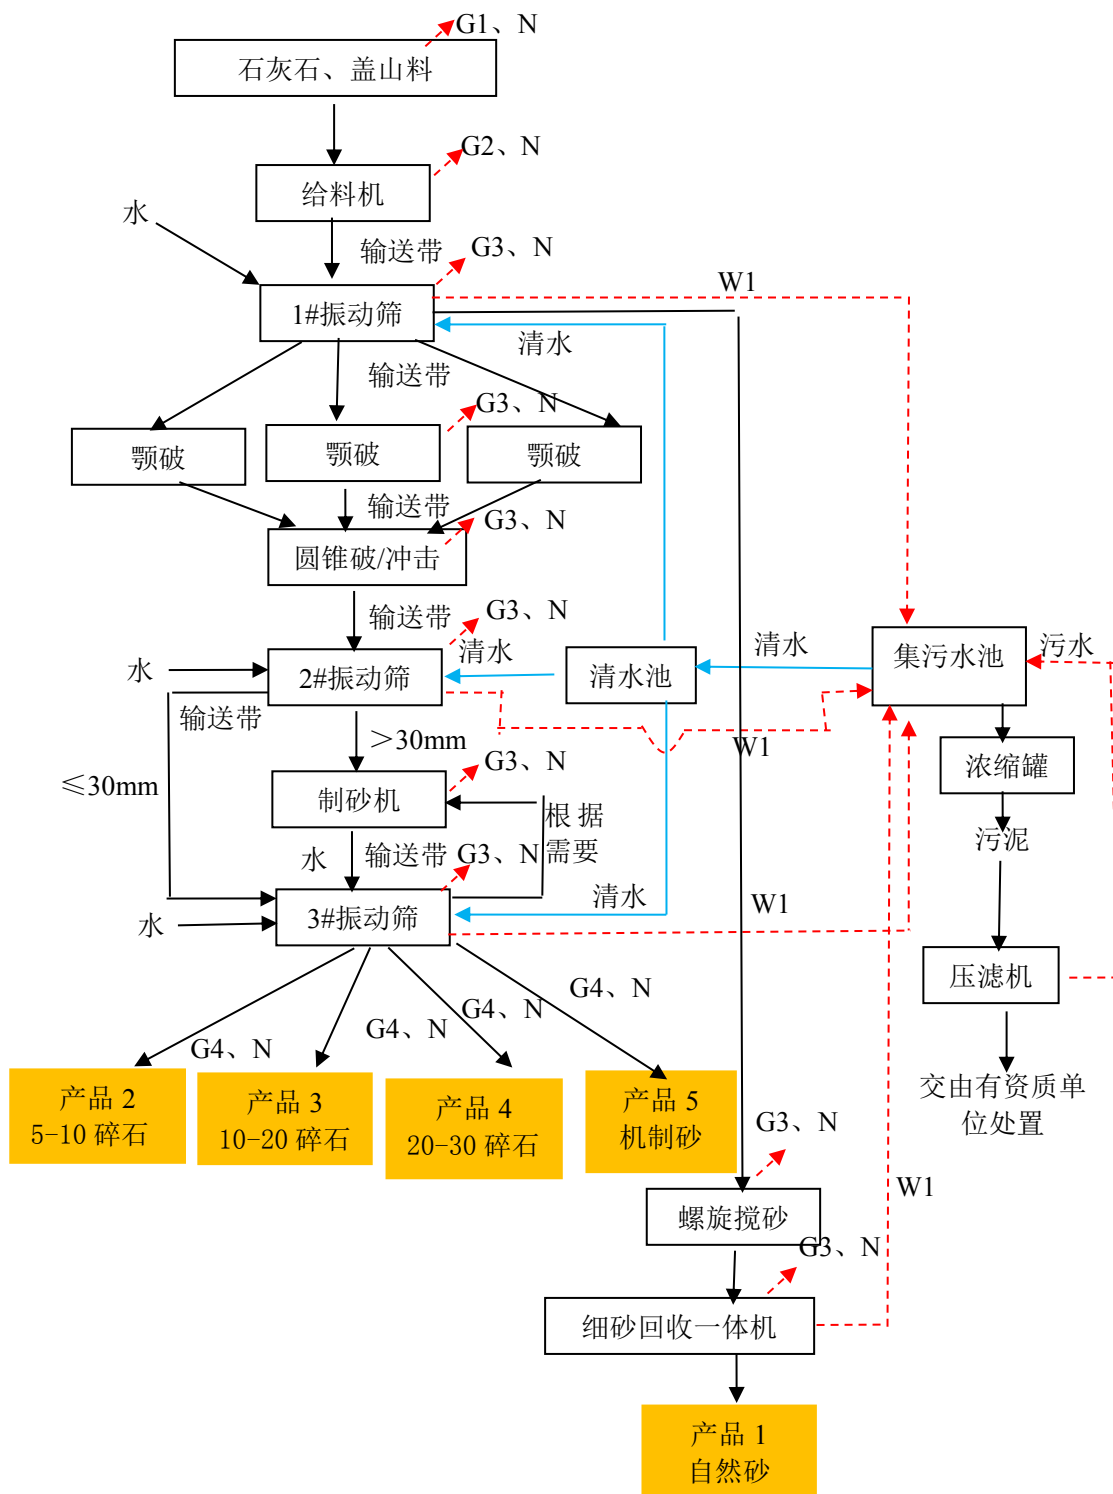 G1、N
石灰石、盖山料
G2、N
给料机
水
输送带
G3、N
W1
1#振动筛
清水
输送带
G3、N
颚破
颚破
颚破
输送带
G3、N
圆锥破/冲击
输送带
G3、N
水
清水
2#振动筛
清水池
清水
集污水池
污水
输送带
>30mm
W1
≤30mm
G3、N
制砂机
根据
需要
浓缩罐
污泥
水
输送带
G3、N
水
3#振动筛
清水
W1
压滤机
G4、N
G4、N
G4、N
G4、N
交由有资质单
位处置
产品 2
5-10 碎石
产品 3
10-20 碎石
产品 4
20-30 碎石
产品 5
机制砂
G3、N
W1
螺旋搅砂
G3、N
细砂回收一体机
产品 1
自然砂